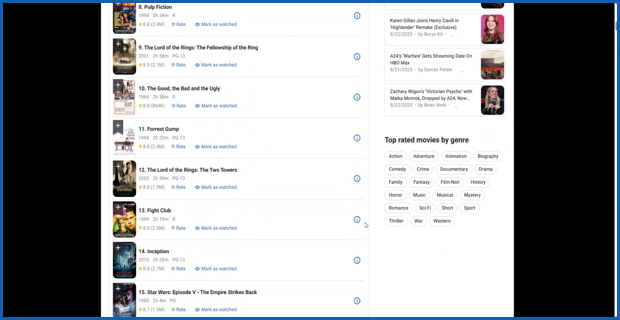 8. Pulp Fiction
1994 2h 34m R
8.8 (2.4M) Rate Mark as watched
9. The Lord of the Rings: The Fellowship of the Ring
2001 2h 58m PG-13
8.9 (2.1M) Rate Mark as watched
10. The Good, the Bad and the Ugly
1966 2h 58m R
8.8 (864K) Rate Mark as watched
11. Forrest Gump
1994 2h 22m PG-13
8.8 (2.4M) Rate Mark as watched
12. The Lord of the Rings: The Two Towers
2002 2h 59m PG-13
8.8 (1.9M) Rate Mark as watched
13. Fight Club
1999 2h 19m R
8.8 (2.5M) Rate Mark as watched
14. Inception
2010 2h 28m PG-13
8.8 (2.7M) Rate Mark as watched
15. Star Wars: Episode V - The Empire Strikes Back
1980 2h 4m PG
8.7 (1.5M) Rate Mark as watched
Karen Gillan Joins Henry Cavill in
'Highlander' Remake (Exclusive)
8/22/2025 · by Borys Kit ·
A24's 'Warfare' Gets Streaming Date On
HBO Max
8/21/2025 · by Denise Petski ·
Zachary Wigon's 'Victorian Psycho' with
Maika Monroe, Dropped by A24, Now...
8/22/2025 · by Brian Welk ·
Top rated movies by genre
Action Adventure Animation Biography
Comedy Crime Documentary Drama
Family Fantasy Film-Noir History
Horror Music Musical Mystery
Romance Sci-Fi Short Sport
Thriller War Western